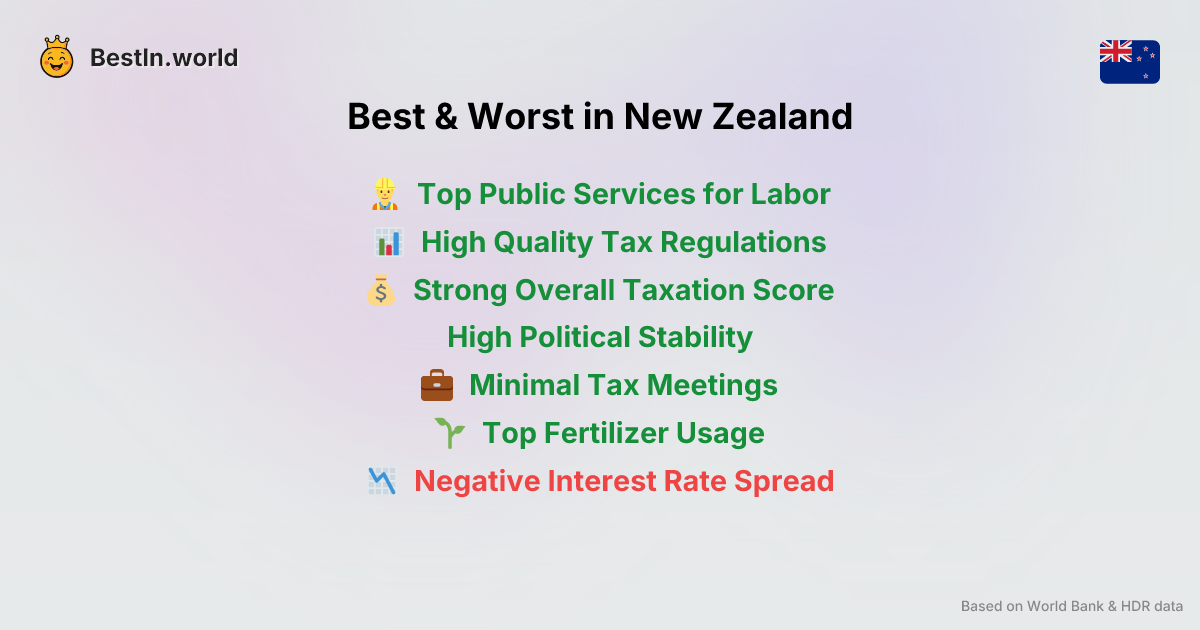 BestIn.world
Best & Worst in New Zealand
Top Public Services for Labor
High Quality Tax Regulations
Strong Overall Taxation Score
High Political Stability
Minimal Tax Meetings
Top Fertilizer Usage
Negative Interest Rate Spread
Based on World Bank & HDR data